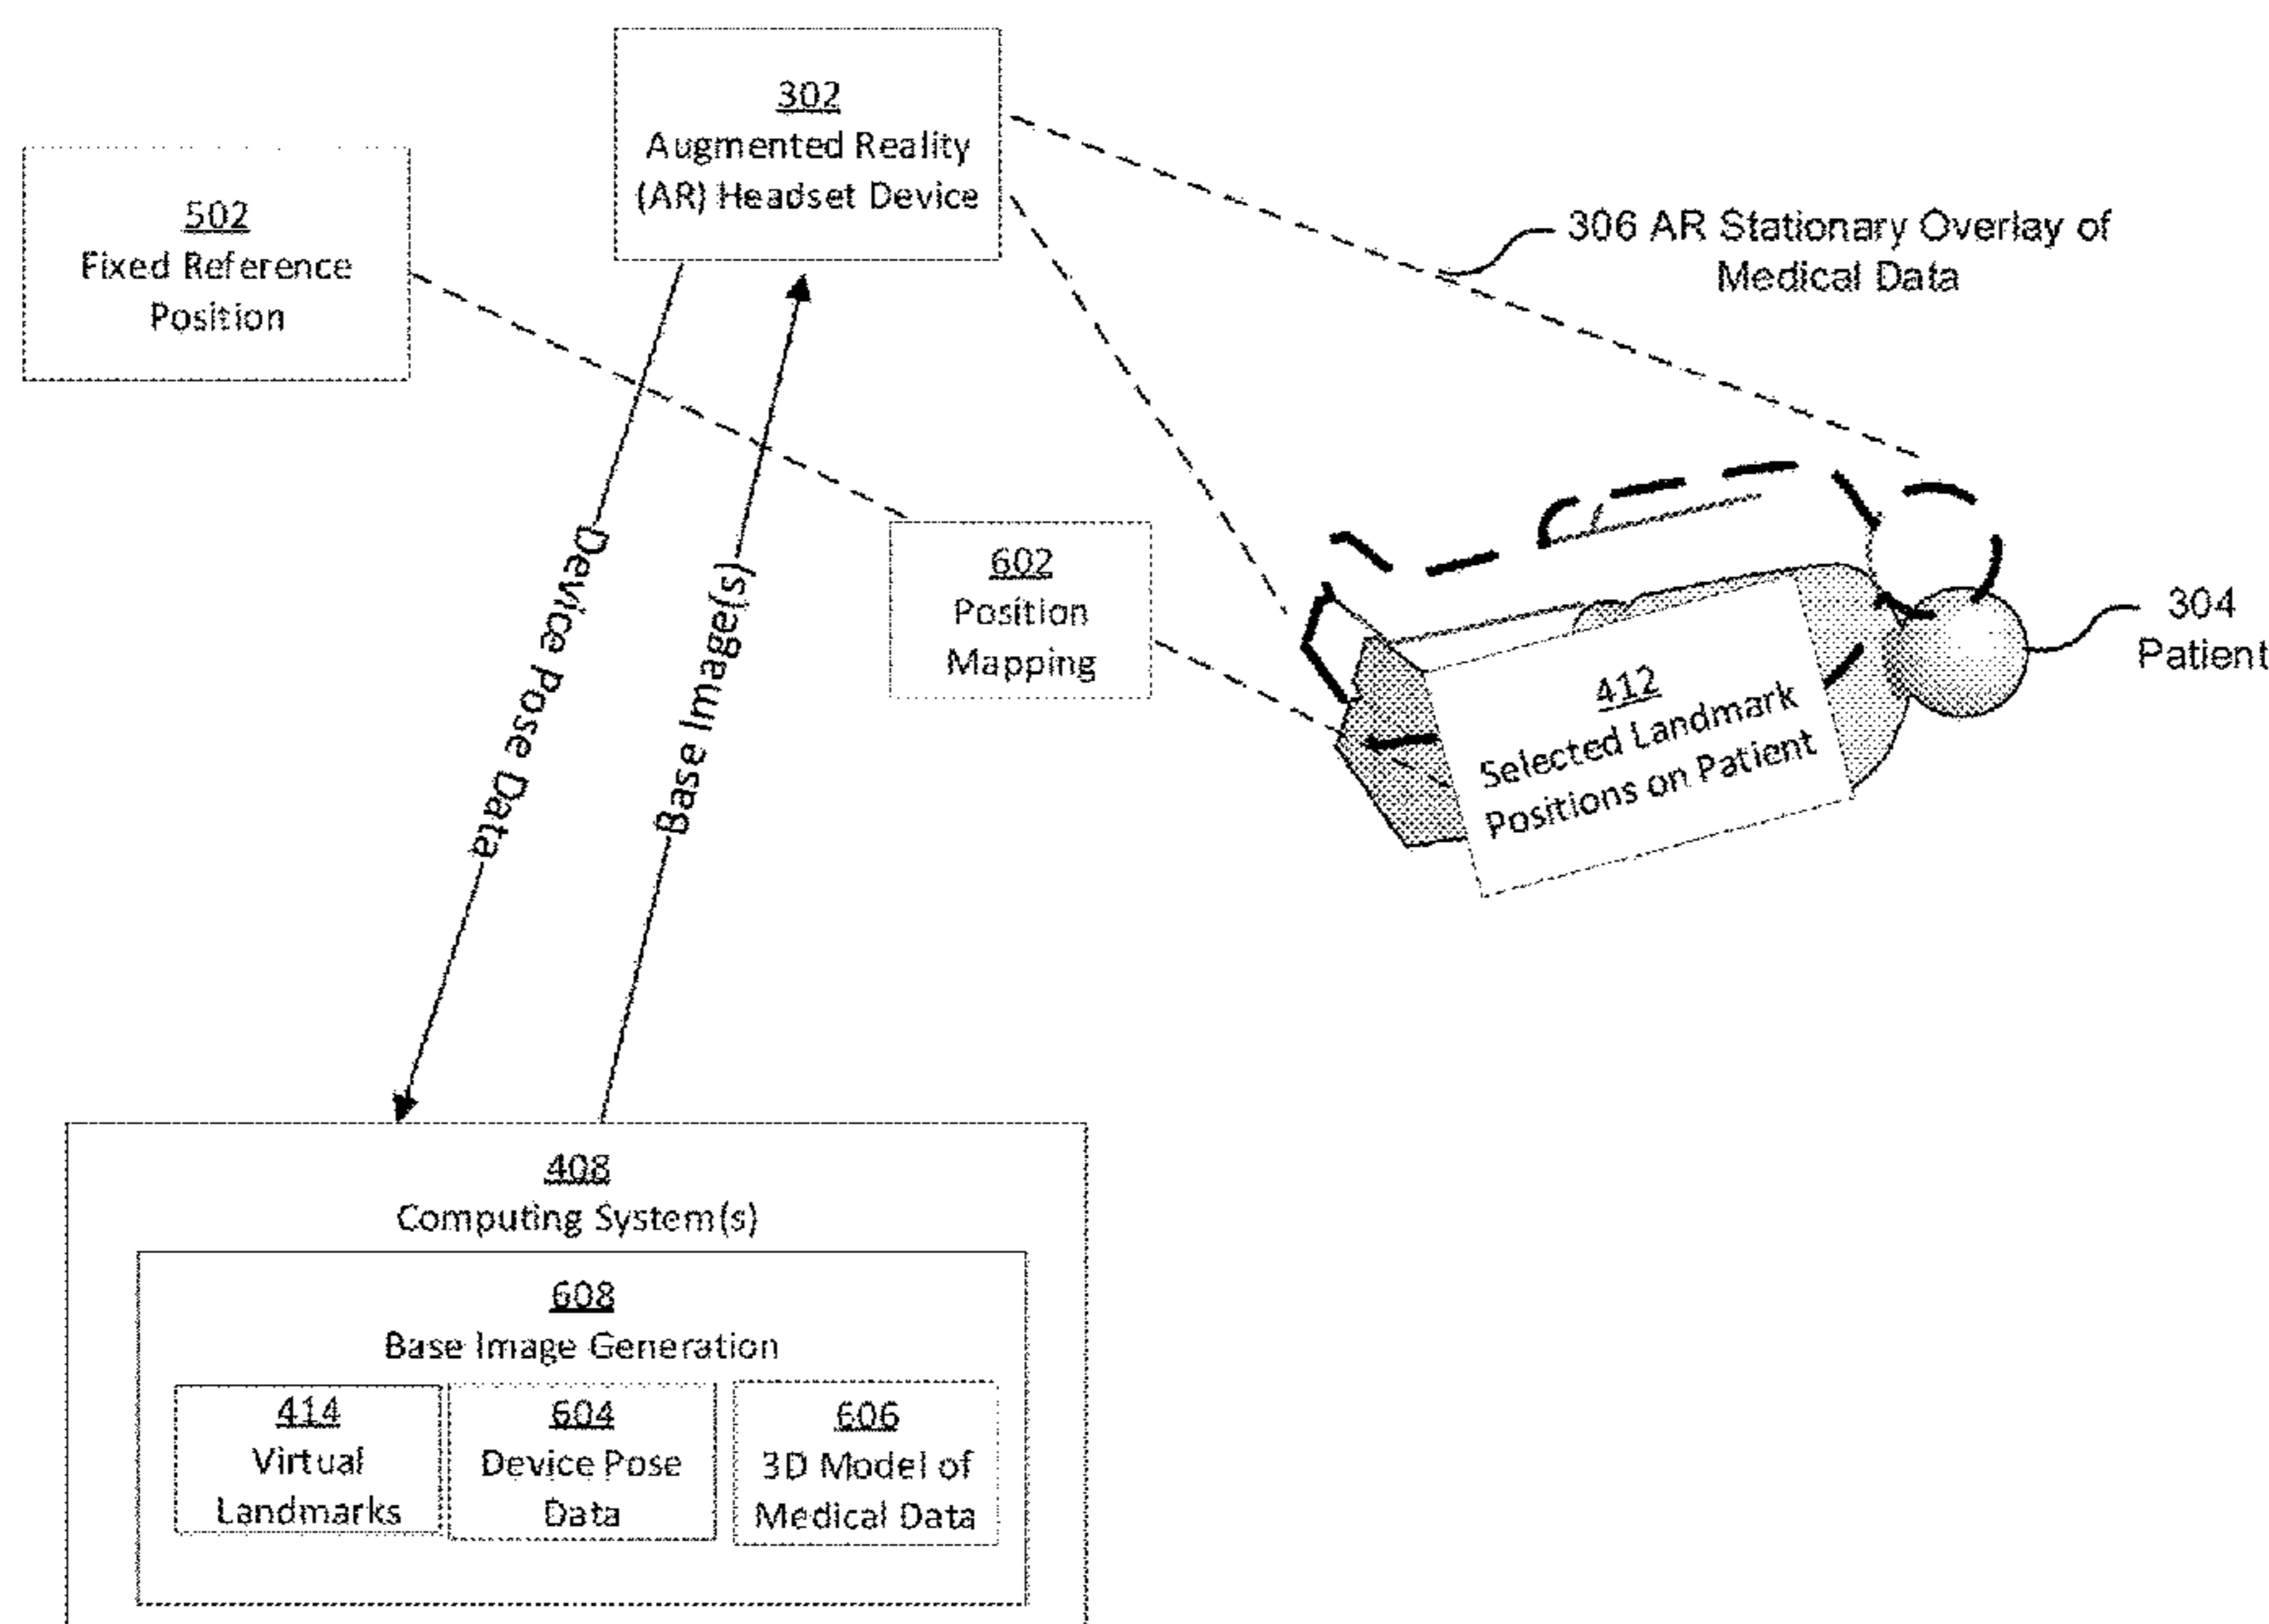 302
Augmented Reality
(AR) Headset Device
502
Fixed Reference
Position
306 AR Stationary Overlay of
Medical Data
602
Position
Mapping
304
Patient
412
Selected Landmark
Positions on Patient
Device Pose Data
Base Image(s)
408
Computing System(s)
608
Base Image Generation
414
Virtual
Landmarks
604
Device Pose
Data
606
3D Model of
Medical Data